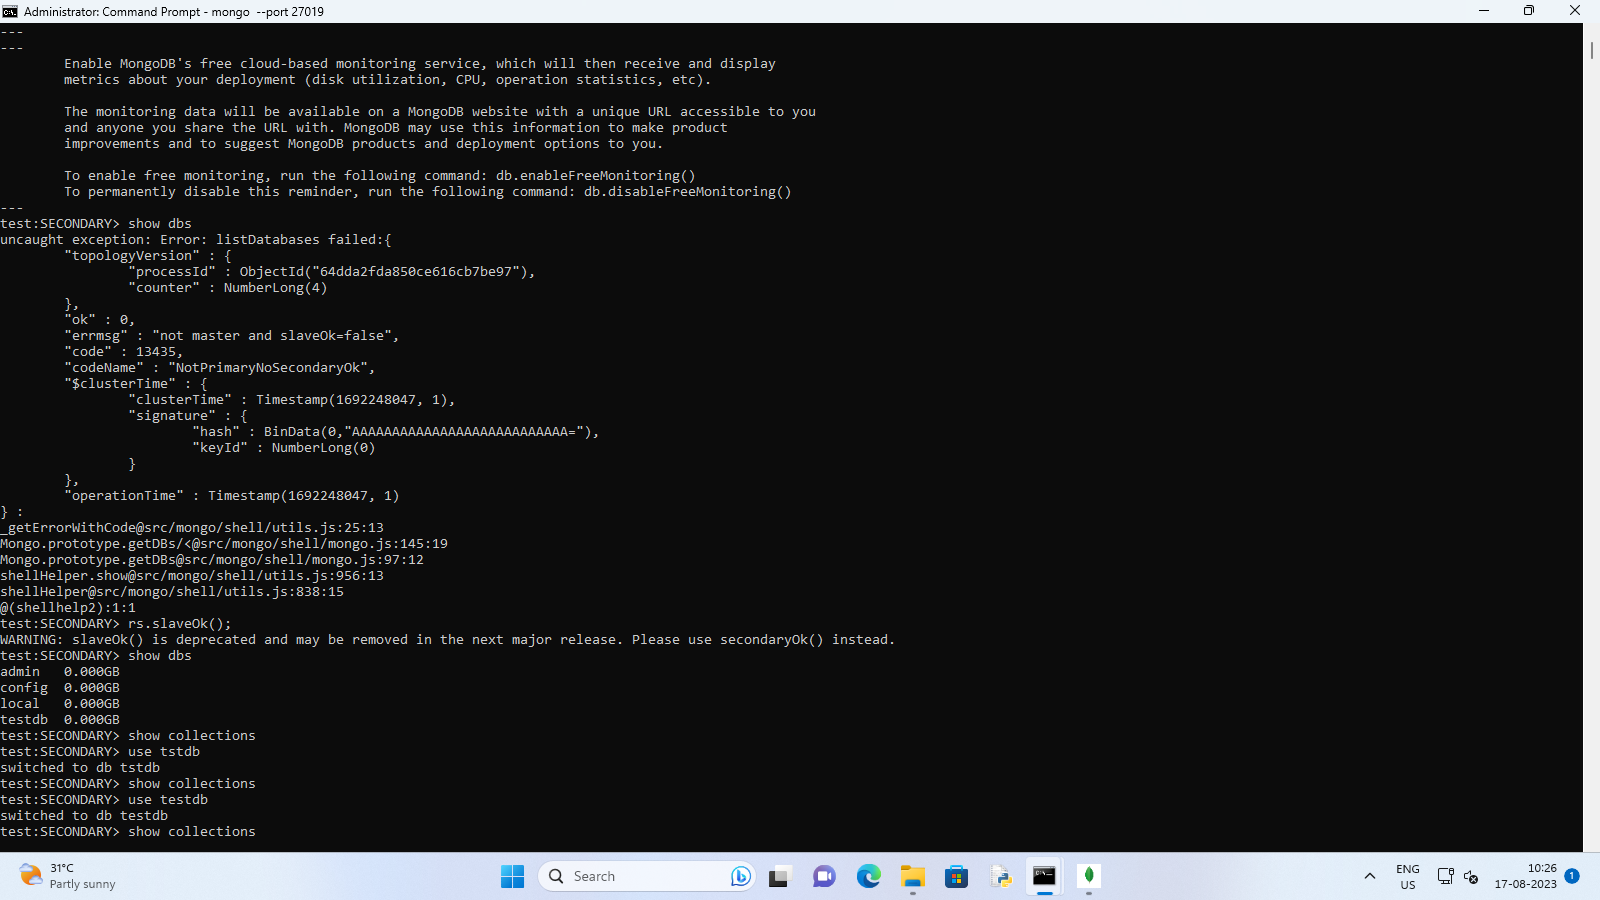 Administrator: Command Prompt - mongo  --port 27019
---
---
        Enable MongoDB's free cloud-based monitoring service, which will then receive and display
        metrics about your deployment (disk utilization, CPU, operation statistics, etc).

        The monitoring data will be available on a MongoDB website with a unique URL accessible to you
        and anyone you share the URL with. MongoDB may use this information to make product
        improvements and to suggest MongoDB products and deployment options to you.

        To enable free monitoring, run the following command: db.enableFreeMonitoring()
        To permanently disable this reminder, run the following command: db.disableFreeMonitoring()
---
test:SECONDARY> show dbs
uncaught exception: Error: listDatabases failed:{
        "topologyVersion" : {
                "processId" : ObjectId("64dda2fda850ce616cb7be97"),
                "counter" : NumberLong(4)
        },
        "ok" : 0,
        "errmsg" : "not master and slaveOk=false",
        "code" : 13435,
        "codeName" : "NotPrimaryNoSecondaryOk",
        "$clusterTime" : {
                "clusterTime" : Timestamp(1692248047, 1),
                "signature" : {
                        "hash" : BinData(0,"AAAAAAAAAAAAAAAAAAAAAAAAAAA="),
                        "keyId" : NumberLong(0)
                }
        },
        "operationTime" : Timestamp(1692248047, 1)
} :
_getErrorWithCode@src/mongo/shell/utils.js:25:13
Mongo.prototype.getDBs/<@src/mongo/shell/mongo.js:145:19
Mongo.prototype.getDBs@src/mongo/shell/mongo.js:97:12
shellHelper.show@src/mongo/shell/utils.js:956:13
shellHelper@src/mongo/shell/utils.js:838:15
@(shellhelp2):1:1
test:SECONDARY> rs.slaveOk();
WARNING: slaveOk() is deprecated and may be removed in the next major release. Please use secondaryOk() instead.
test:SECONDARY> show dbs
admin   0.000GB
config  0.000GB
local   0.000GB
testdb  0.000GB
test:SECONDARY> show collections
test:SECONDARY> use tstdb
switched to db tstdb
test:SECONDARY> show collections
test:SECONDARY> use testdb
switched to db testdb
test:SECONDARY> show collections
31°C
Partly sunny
Search
ENG
US
10:26
17-08-2023
1